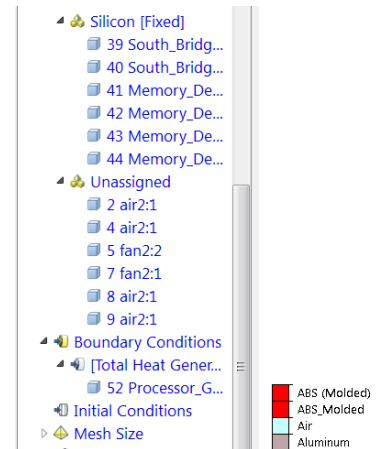 Silicon [Fixed]
39 South_Bridg...
40 South_Bridg...
41 Memory_De...
42 Memory_De...
43 Memory_De...
44 Memory_De...
Unassigned
2 air2:1
4 air2:1
5 fan2:2
7 fan2:1
8 air2:1
9 air2:1
Boundary Conditions
[Total Heat Gener...
52 Processor_G...
Initial Conditions
Mesh Size
ABS (Molded)
ABS_Molded
Air
Aluminum